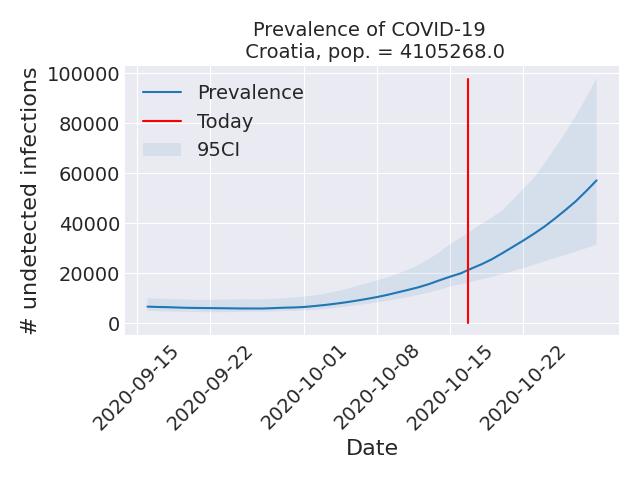 Prevalence of COVID-19
Croatia, pop. = 4105268.0
# undetected infections
100000
80000
60000
40000
20000
0
Prevalence
Today
95CI
2020-09-15
2020-09-22
2020-10-01
2020-10-08
2020-10-15
2020-10-22
Date